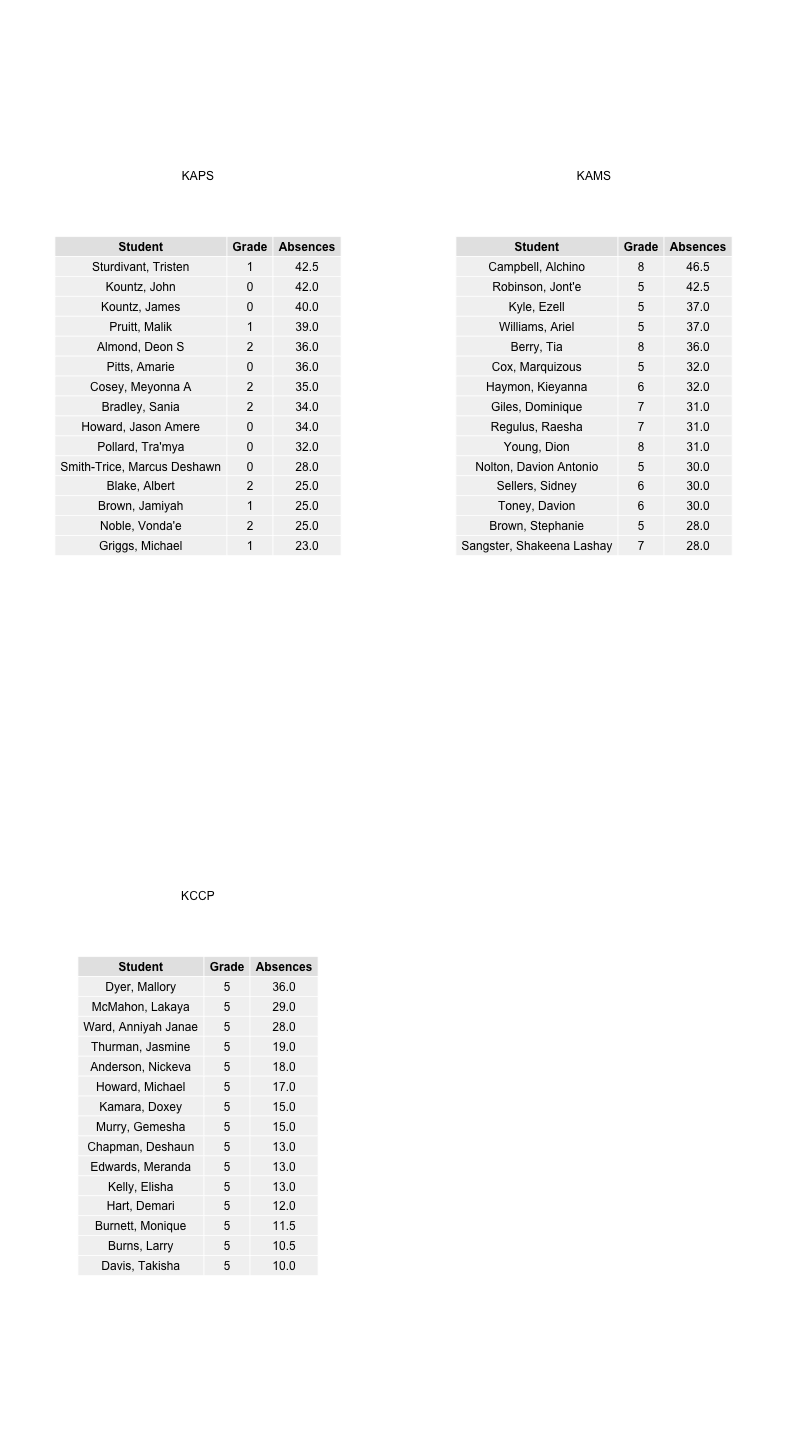 KAPS
Student Grade Absences
Sturdivant, Tristen 1 42.5
Kountz, John 0 42.0
Kountz, James 0 40.0
Pruitt, Malik 1 39.0
Almond, Deon S 2 36.0
Pitts, Amarie 0 36.0
Cosey, Meyonna A 2 35.0
Bradley, Sania 2 34.0
Howard, Jason Amere 0 34.0
Pollard, Tra'mya 0 32.0
Smith-Trice, Marcus Deshawn 0 28.0
Blake, Albert 2 25.0
Brown, Jamiyah 1 25.0
Noble, Vonda'e 2 25.0
Griggs, Michael 1 23.0
KAMS
Student Grade Absences
Campbell, Alchino 8 46.5
Robinson, Jont'e 5 42.5
Kyle, Ezell 5 37.0
Williams, Ariel 5 37.0
Berry, Tia 8 36.0
Cox, Marquizous 5 32.0
Haymon, Kieyanna 6 32.0
Giles, Dominique 7 31.0
Regulus, Raesha 7 31.0
Young, Dion 8 31.0
Nolton, Davion Antonio 5 30.0
Sellers, Sidney 6 30.0
Toney, Davion 6 30.0
Brown, Stephanie 5 28.0
Sangster, Shakeena Lashay 7 28.0
KCCP
Student Grade Absences
Dyer, Mallory 5 36.0
McMahon, Lakaya 5 29.0
Ward, Anniyah Janae 5 28.0
Thurman, Jasmine 5 19.0
Anderson, Nickeva 5 18.0
Howard, Michael 5 17.0
Kamara, Doxey 5 15.0
Murry, Gemesha 5 15.0
Chapman, Deshaun 5 13.0
Edwards, Meranda 5 13.0
Kelly, Elisha 5 13.0
Hart, Demari 5 12.0
Burnett, Monique 5 11.5
Burns, Larry 5 10.5
Davis, Takisha 5 10.0